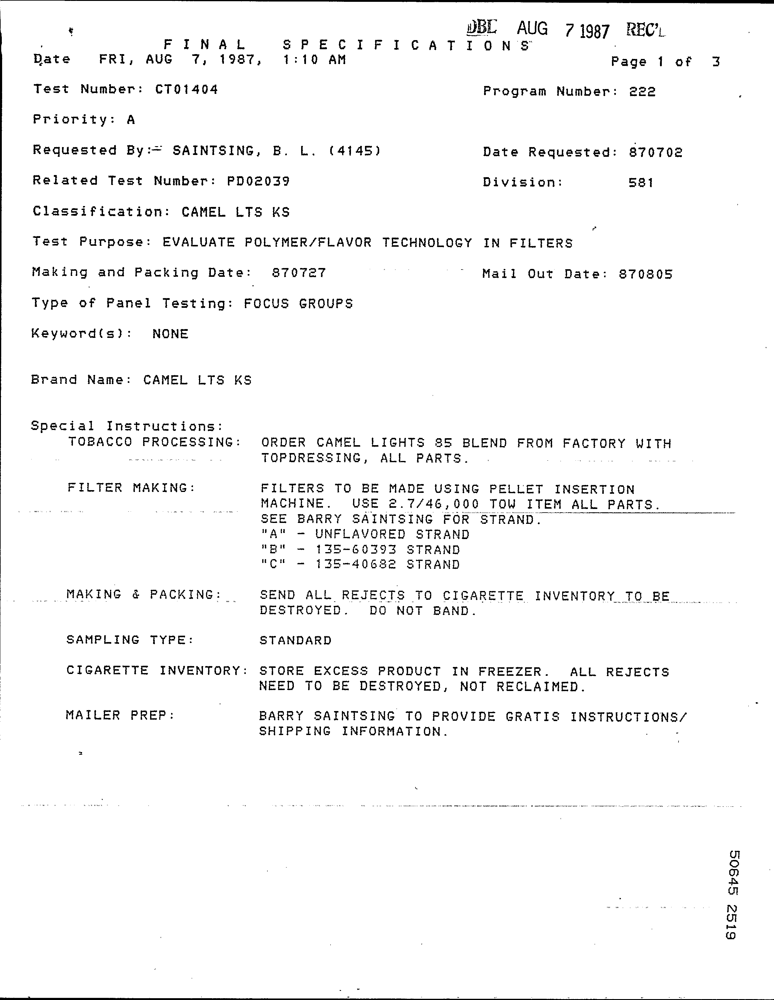 DBL AUG 7 1987 REC'L
F I N A L   S P E C I F I C A T I O N S
Date FRI, AUG 7, 1987, 1:10 AM Page 1 of 3
Test Number: CT01404 Program Number: 222
Priority: A
Requested By:- SAINTSING, B. L. (4145) Date Requested: 870702
Related Test Number: PD02039 Division: 581
Classification: CAMEL LTS KS
Test Purpose: EVALUATE POLYMER/FLAVOR TECHNOLOGY IN FILTERS
Making and Packing Date: 870727 Mail Out Date: 870805
Type of Panel Testing: FOCUS GROUPS
Keyword(s): NONE
Brand Name: CAMEL LTS KS
Special Instructions:
TOBACCO PROCESSING: ORDER CAMEL LIGHTS 85 BLEND FROM FACTORY WITH
TOPDRESSING, ALL PARTS.
FILTER MAKING: FILTERS TO BE MADE USING PELLET INSERTION
MACHINE. USE 2.7/46,000 TOW ITEM ALL PARTS.
SEE BARRY SAINTSING FOR STRAND.
"A" - UNFLAVORED STRAND
"B" - 135-60393 STRAND
"C" - 135-40682 STRAND
MAKING & PACKING: SEND ALL REJECTS TO CIGARETTE INVENTORY TO BE
DESTROYED. DO NOT BAND.
SAMPLING TYPE: STANDARD
CIGARETTE INVENTORY: STORE EXCESS PRODUCT IN FREEZER. ALL REJECTS
NEED TO BE DESTROYED, NOT RECLAIMED.
MAILER PREP: BARRY SAINTSING TO PROVIDE GRATIS INSTRUCTIONS/
SHIPPING INFORMATION.
50645 2519